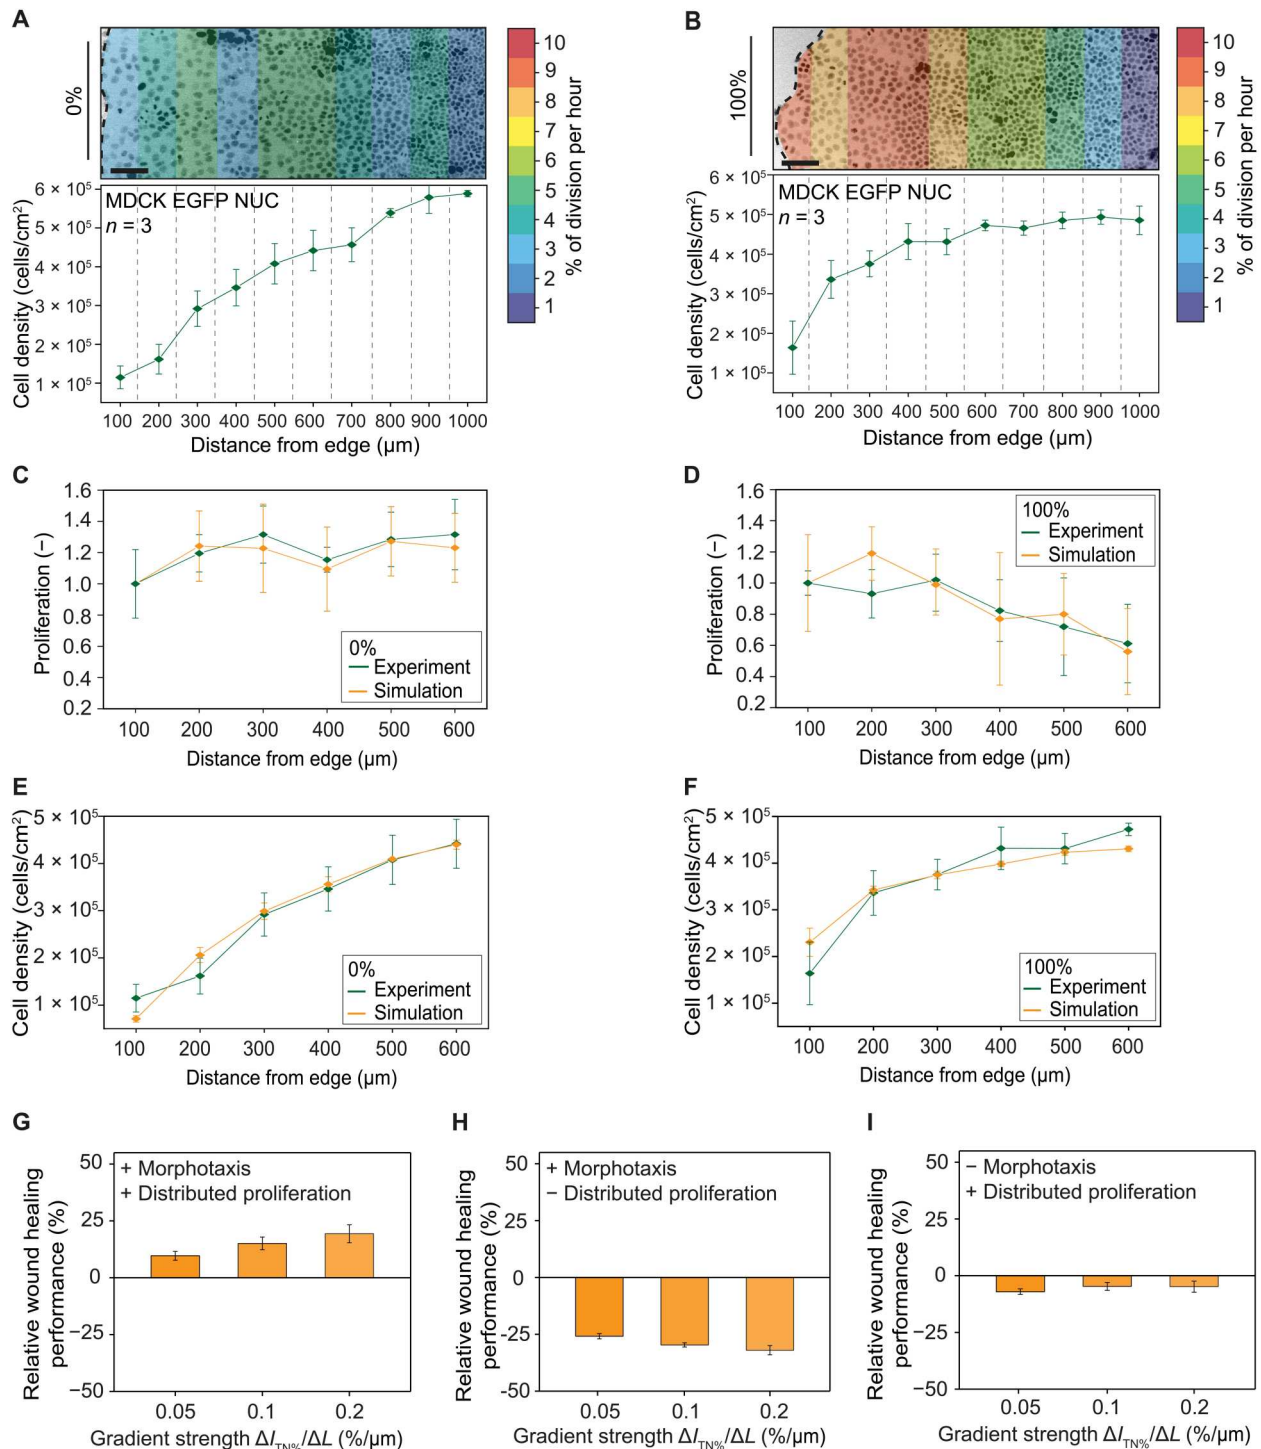 A
0%
10
9
8
7
6
5
4
3
2
1
% of division per hour
6 × 10⁵
5 × 10⁵
4 × 10⁵
3 × 10⁵
2 × 10⁵
1 × 10⁵
Cell density (cells/cm²)
MDCK EGFP NUC
n = 3
100 200 300 400 500 600 700 800 900 1000
Distance from edge (µm)
B
100%
10
9
8
7
6
5
4
3
2
1
% of division per hour
6 × 10⁵
5 × 10⁵
4 × 10⁵
3 × 10⁵
2 × 10⁵
1 × 10⁵
Cell density (cells/cm²)
MDCK EGFP NUC
n = 3
100 200 300 400 500 600 700 800 900 1000
Distance from edge (µm)
C
1.6
1.4
1.2
1.0
0.8
0.6
0.4
0.2
Proliferation (−)
0%
Experiment
Simulation
100 200 300 400 500 600
Distance from edge (µm)
D
1.6
1.4
1.2
1.0
0.8
0.6
0.4
0.2
Proliferation (−)
100%
Experiment
Simulation
100 200 300 400 500 600
Distance from edge (µm)
E
5 × 10⁵
4 × 10⁵
3 × 10⁵
2 × 10⁵
1 × 10⁵
Cell density (cells/cm²)
0%
Experiment
Simulation
100 200 300 400 500 600
Distance from edge (µm)
F
5 × 10⁵
4 × 10⁵
3 × 10⁵
2 × 10⁵
1 × 10⁵
Cell density (cells/cm²)
100%
Experiment
Simulation
100 200 300 400 500 600
Distance from edge (µm)
G
50
25
0
−25
−50
Relative wound healing
performance (%)
+ Morphotaxis
+ Distributed proliferation
0.05 0.1 0.2
Gradient strength ΔI_TN%/ΔL (%/µm)
H
50
25
0
−25
-50
Relative wound healing
performance (%)
+ Morphotaxis
− Distributed proliferation
0.05 0.1 0.2
Gradient strength ΔI_TN%/ΔL (%/µm)
I
50
25
0
−25
−50
Relative wound healing
performance (%)
− Morphotaxis
+ Distributed proliferation
0.05 0.1 0.2
Gradient strength ΔI_TN%/ΔL (%/µm)